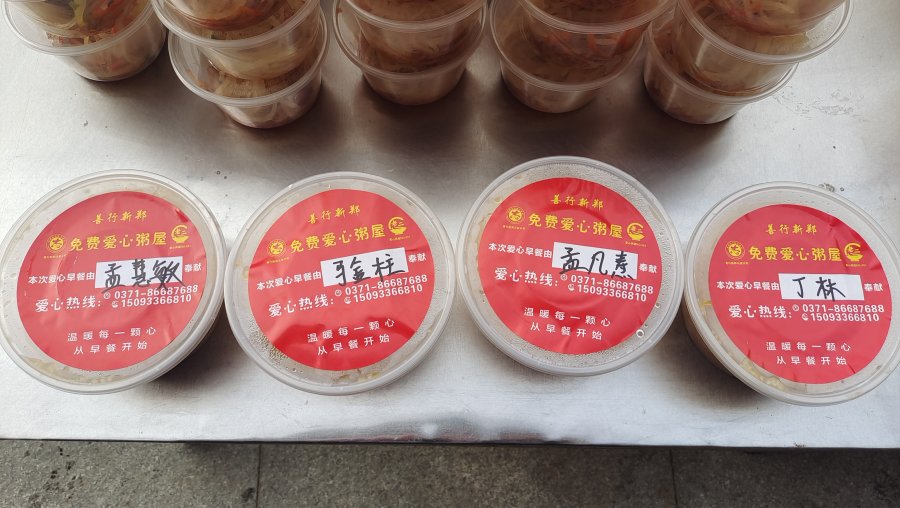 善行新郑
免费爱心粥屋
本次爱心早餐由 孟慧敏 奉献
爱心热线：0371-86687688
15093366810
温暖每一颗心
从早餐开始
善行新郑
免费爱心粥屋
本次爱心早餐由 金柱 奉献
爱心热线：0371-86687688
15093366810
温暖每一颗心
从早餐开始
善行新郑
免费爱心粥屋
本次爱心早餐由 孟凡素 奉献
爱心热线：0371-86687688
15093366810
温暖每一颗心
从早餐开始
善行新郑
免费爱心粥屋
本次爱心早餐由 丁栋 奉献
爱心热线：0371-86687688
15093366810
温暖每一颗心
从早餐开始